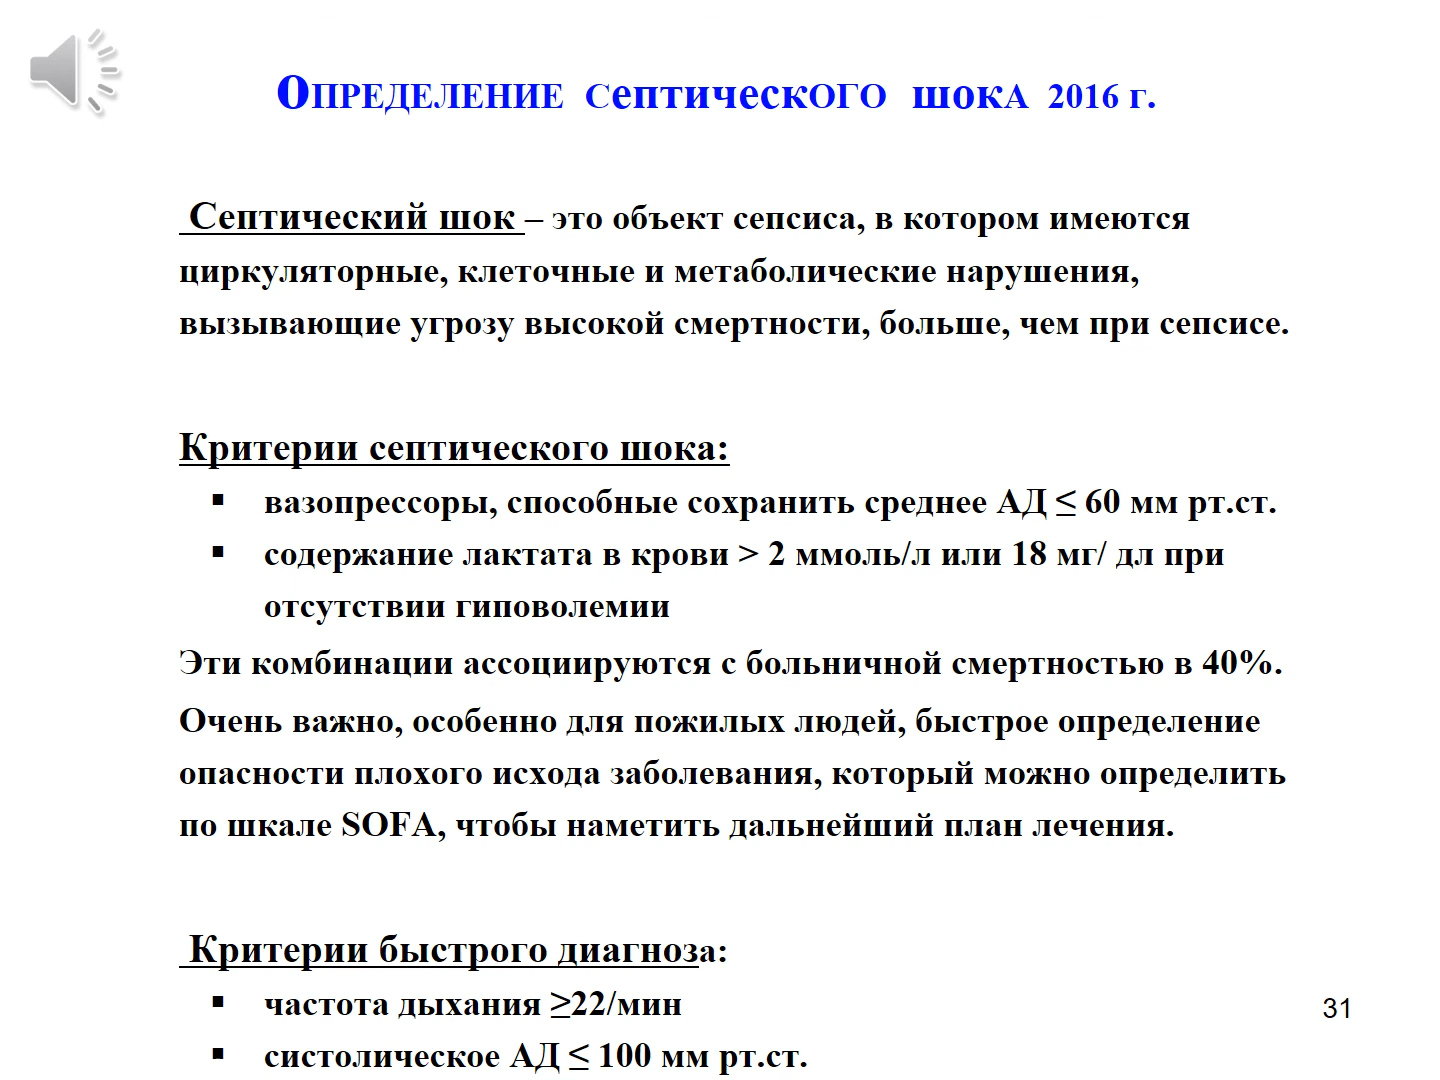 оПРЕДЕЛЕНИЕ СептическОГО шокА 2016 г.
Септический шок – это объект сепсиса, в котором имеются
циркуляторные, клеточные и метаболические нарушения,
вызывающие угрозу высокой смертности, больше, чем при сепсисе.
Критерии септического шока:
▪ вазопрессоры, способные сохранить среднее АД ≤ 60 мм рт.ст.
▪ содержание лактата в крови > 2 ммоль/л или 18 мг/ дл при
отсутствии гиповолемии
Эти комбинации ассоциируются с больничной смертностью в 40%.
Очень важно, особенно для пожилых людей, быстрое определение
опасности плохого исхода заболевания, который можно определить
по шкале SOFA, чтобы наметить дальнейший план лечения.
Критерии быстрого диагноза:
▪ частота дыхания ≥22/мин
31
▪ систолическое АД ≤ 100 мм рт.ст.